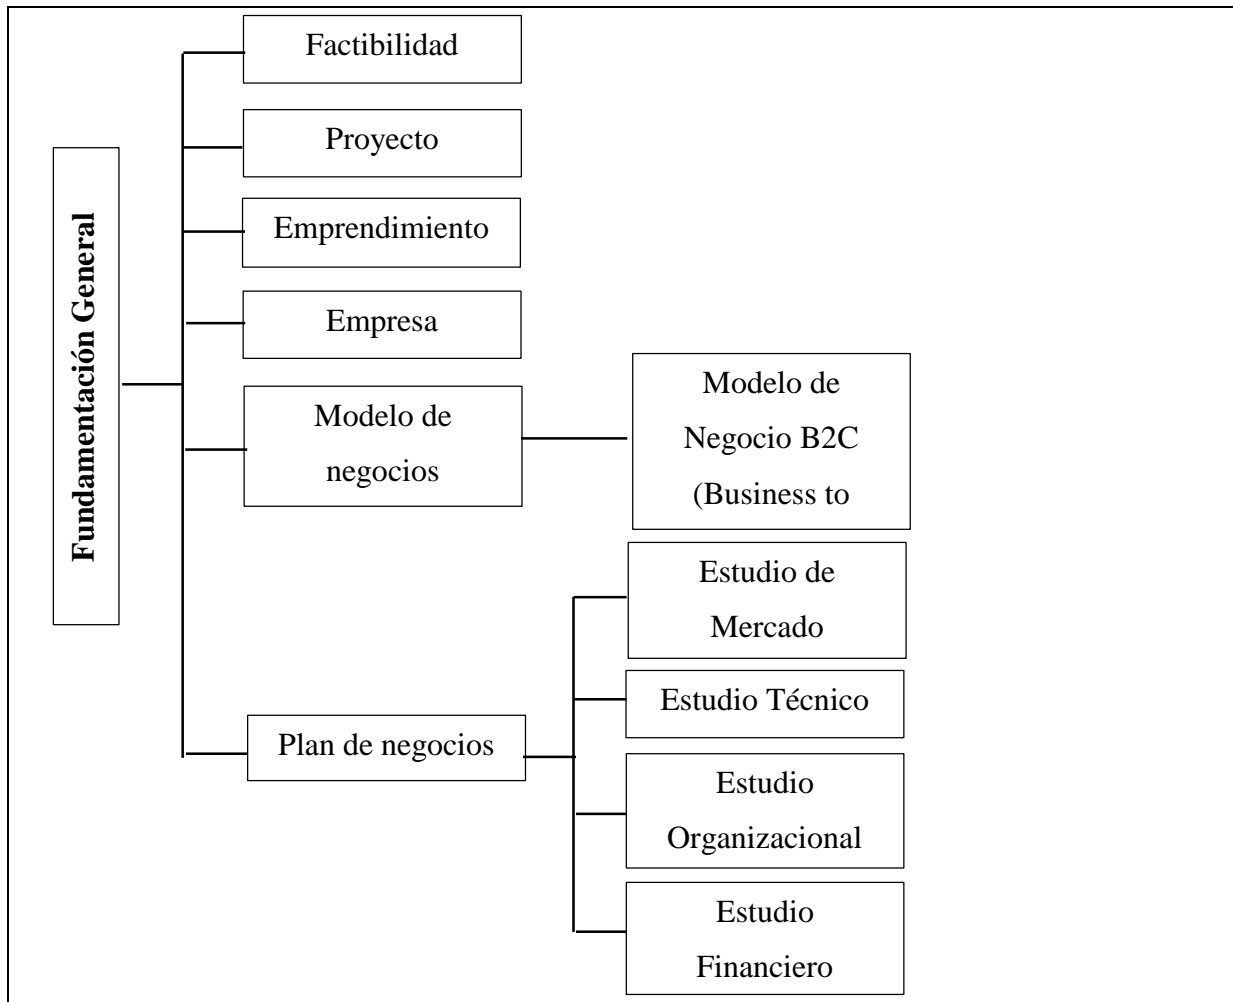 Fundamentación General
Factibilidad
Proyecto
Emprendimiento
Empresa
Modelo de
negocios
Modelo de
Negocio B2C
(Business to
Plan de negocios
Estudio de
Mercado
Estudio Técnico
Estudio
Organizacional
Estudio
Financiero